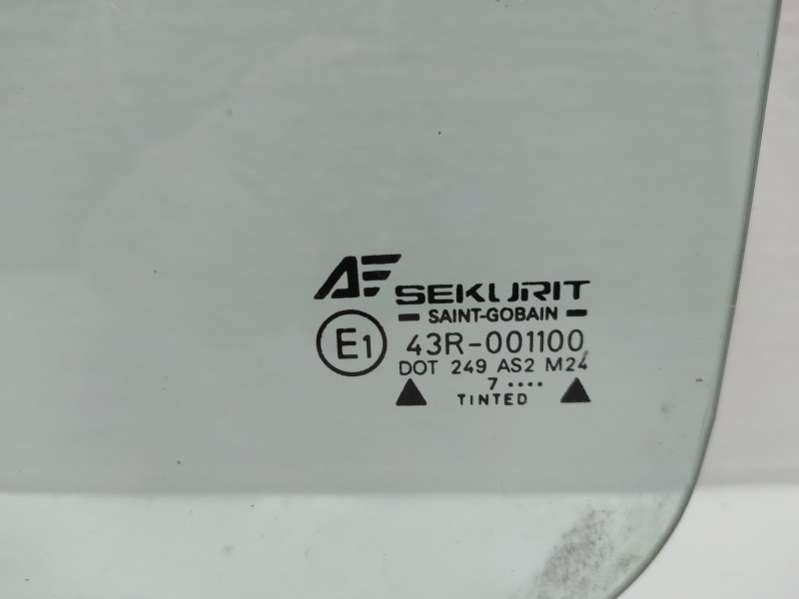 AF SEKURIT
SAINT-GOBAIN
E1 43R-001100
DOT 249 AS2 M24
7 ····
TINTED